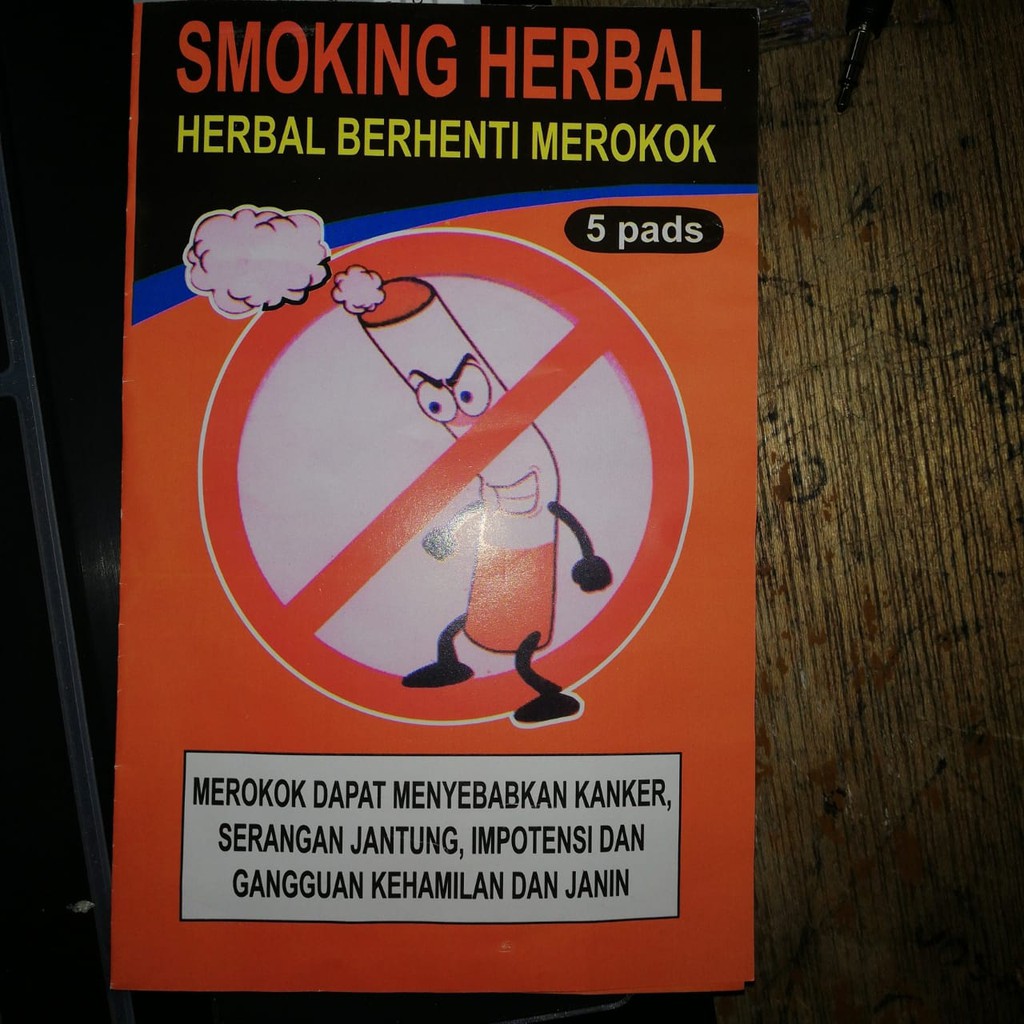 SMOKING HERBAL
HERBAL BERHENTI MEROKOK
5 pads
MEROKOK DAPAT MENYEBABKAN KANKER,
SERANGAN JANTUNG, IMPOTENSI DAN
GANGGUAN KEHAMILAN DAN JANIN